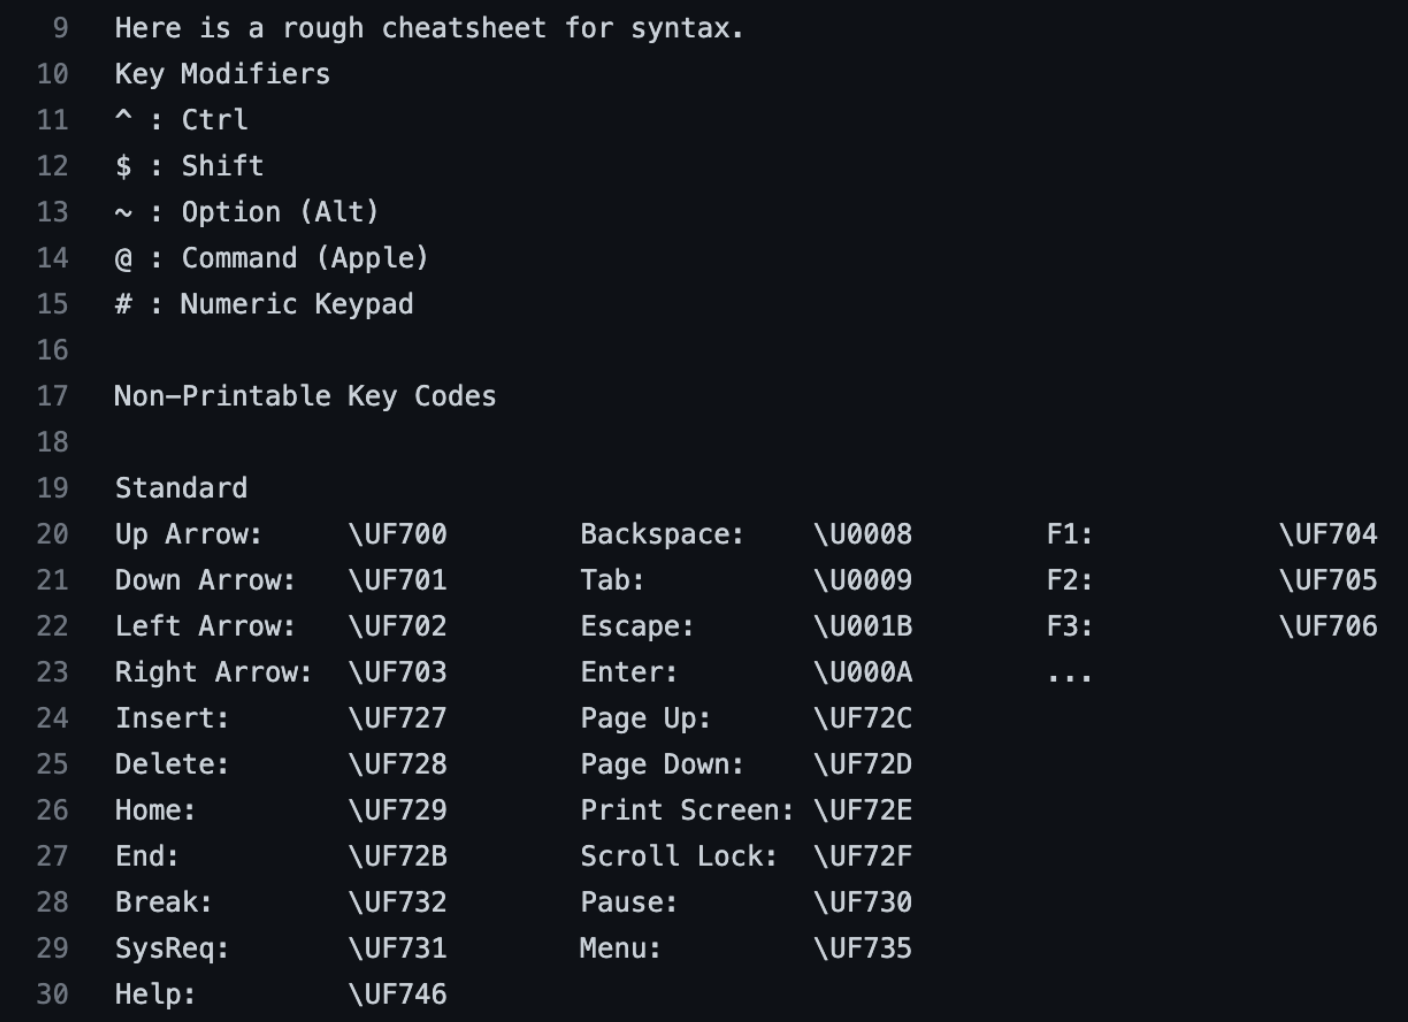 9 Here is a rough cheatsheet for syntax.
10 Key Modifiers
11 ^ : Ctrl
12 $ : Shift
13 ~ : Option (Alt)
14 @ : Command (Apple)
15 # : Numeric Keypad
16
17 Non-Printable Key Codes
18
19 Standard
20 Up Arrow: \UF700 Backspace: \U0008 F1: \UF704
21 Down Arrow: \UF701 Tab: \U0009 F2: \UF705
22 Left Arrow: \UF702 Escape: \U001B F3: \UF706
23 Right Arrow: \UF703 Enter: \U000A ...
24 Insert: \UF727 Page Up: \UF72C
25 Delete: \UF728 Page Down: \UF72D
26 Home: \UF729 Print Screen: \UF72E
27 End: \UF72B Scroll Lock: \UF72F
28 Break: \UF732 Pause: \UF730
29 SysReq: \UF731 Menu: \UF735
30 Help: \UF746